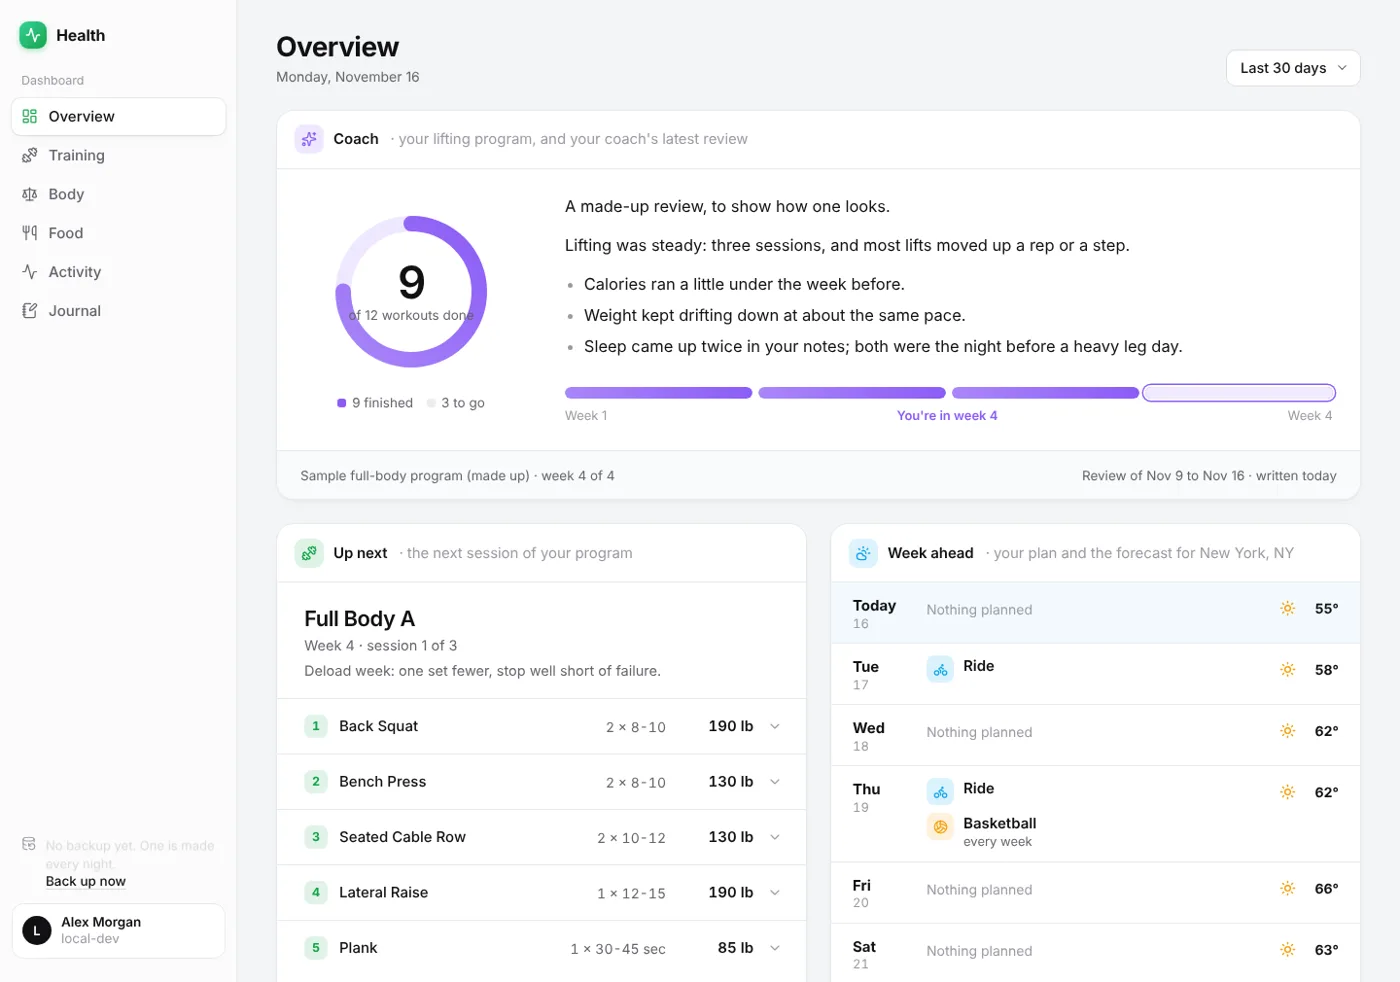 Health
Dashboard
Overview
Training
Body
Food
Activity
Journal
No backup yet. One is made
every night.
Back up now
L
Alex Morgan
local-dev
Overview
Monday, November 16
Last 30 days
Coach · your lifting program, and your coach's latest review
9
of 12 workouts done
9 finished 3 to go
A made-up review, to show how one looks.
Lifting was steady: three sessions, and most lifts moved up a rep or a step.
• Calories ran a little under the week before.
• Weight kept drifting down at about the same pace.
• Sleep came up twice in your notes; both were the night before a heavy leg day.
Week 1 You're in week 4 Week 4
Sample full-body program (made up) · week 4 of 4
Review of Nov 9 to Nov 16 · written today
Up next · the next session of your program
Full Body A
Week 4 · session 1 of 3
Deload week: one set fewer, stop well short of failure.
1 Back Squat 2 × 8-10 190 lb
2 Bench Press 2 × 8-10 130 lb
3 Seated Cable Row 2 × 10-12 130 lb
4 Lateral Raise 1 × 12-15 190 lb
5 Plank 1 × 30-45 sec 85 lb
Week ahead · your plan and the forecast for New York, NY
Today Nothing planned 55°
16
Tue Ride 58°
17
Wed Nothing planned 62°
18
Thu Ride 62°
19
Basketball
every week
Fri Nothing planned 66°
20
Sat Nothing planned 63°
21